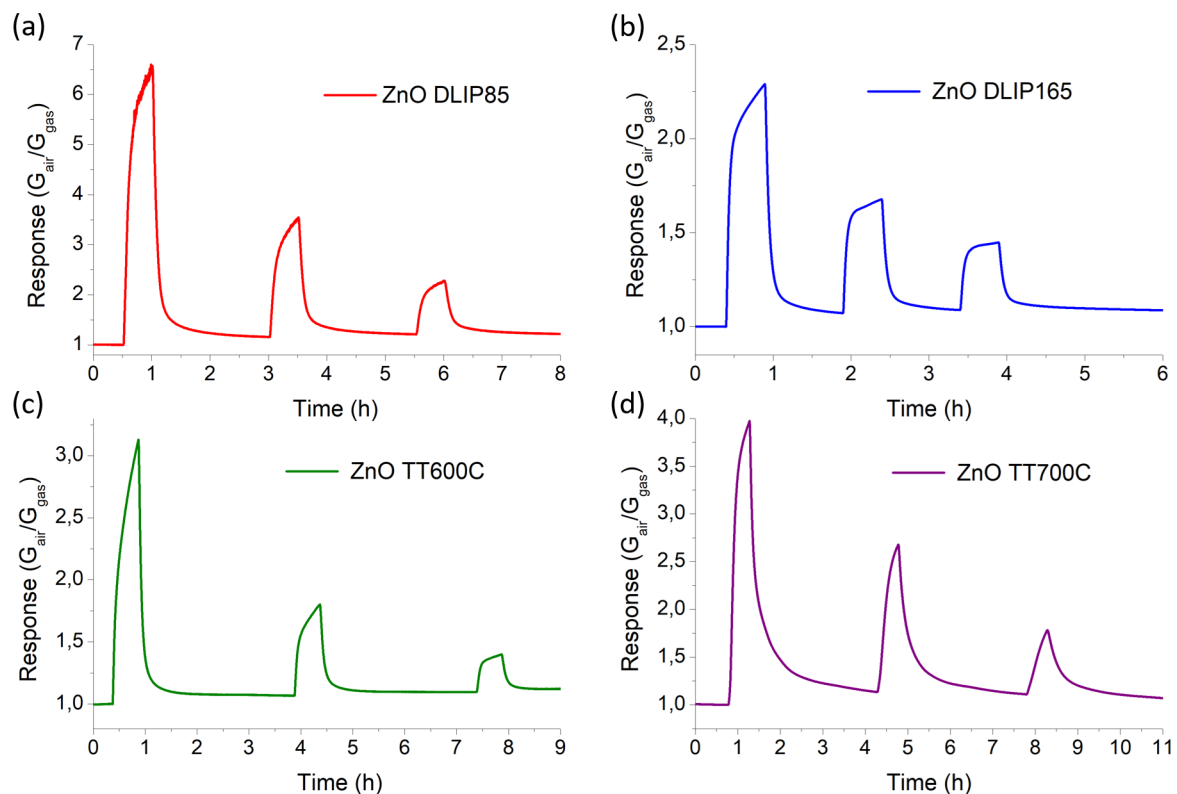 (a)
7
6
5
4
3
2
1
Response (G_air/G_gas)
ZnO DLIP85
0 1 2 3 4 5 6 7 8
Time (h)
(b)
2,5
2,0
1,5
1,0
Response (G_air/G_gas)
ZnO DLIP165
0 1 2 3 4 5 6
Time (h)
(c)
3,0
2,5
2,0
1,5
1,0
Response (G_air/G_gas)
ZnO TT600C
0 1 2 3 4 5 6 7 8 9
Time (h)
(d)
4,0
3,5
3,0
2,5
2,0
1,5
1,0
Response (G_air/G_gas)
ZnO TT700C
0 1 2 3 4 5 6 7 8 9 10 11
Time (h)